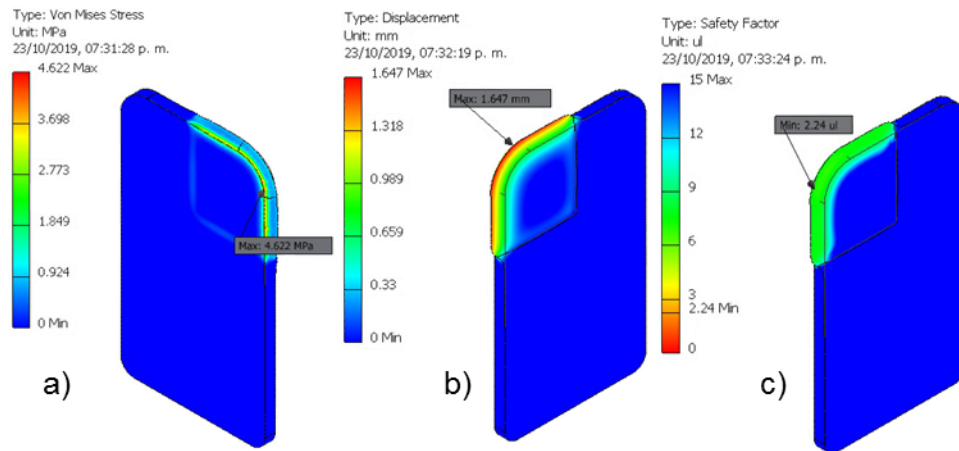 Type: Von Mises Stress
Unit: MPa
23/10/2019, 07:31:28 p. m.
4.622 Max
3.698
2.773
1.849
0.924
0 Min
Max: 4.622 MPa
a)
Type: Displacement
Unit: mm
23/10/2019, 07:32:19 p. m.
1.647 Max
1.318
0.989
0.659
0.33
0 Min
Max: 1.647 mm
b)
Type: Safety Factor
Unit: ul
23/10/2019, 07:33:24 p. m.
15 Max
12
9
6
3
2.24 Min
0
Min: 2.24 ul
c)